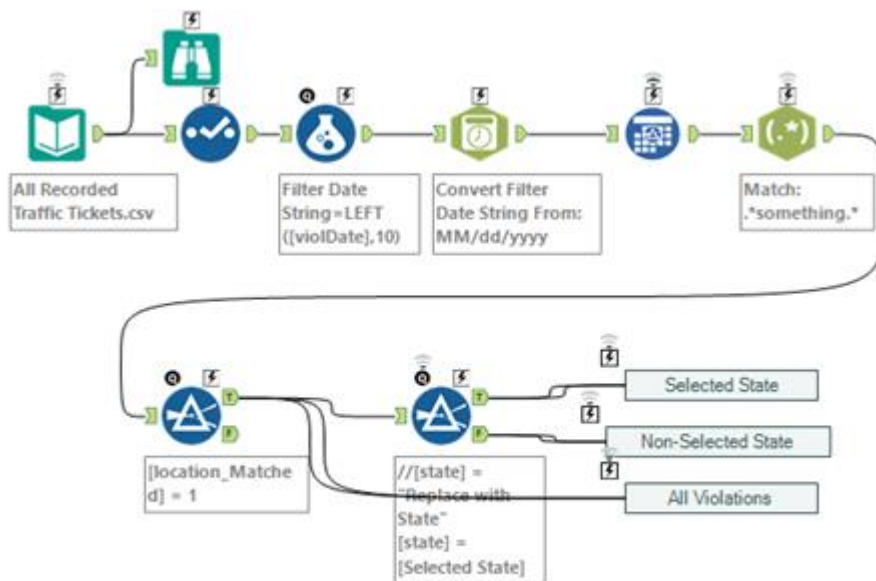 All Recorded
Traffic Tickets.csv
Filter Date
String=LEFT
([violDate],10)
Convert Filter
Date String From:
MM/dd/yyyy
Match:
.*something.*
(.*)
Q
Q
T
F
[location_Matche
d] = 1
Q
T
F
//[state] =
"Replace with
State"
[state] =
[Selected State]
Selected State
Non-Selected State
All Violations